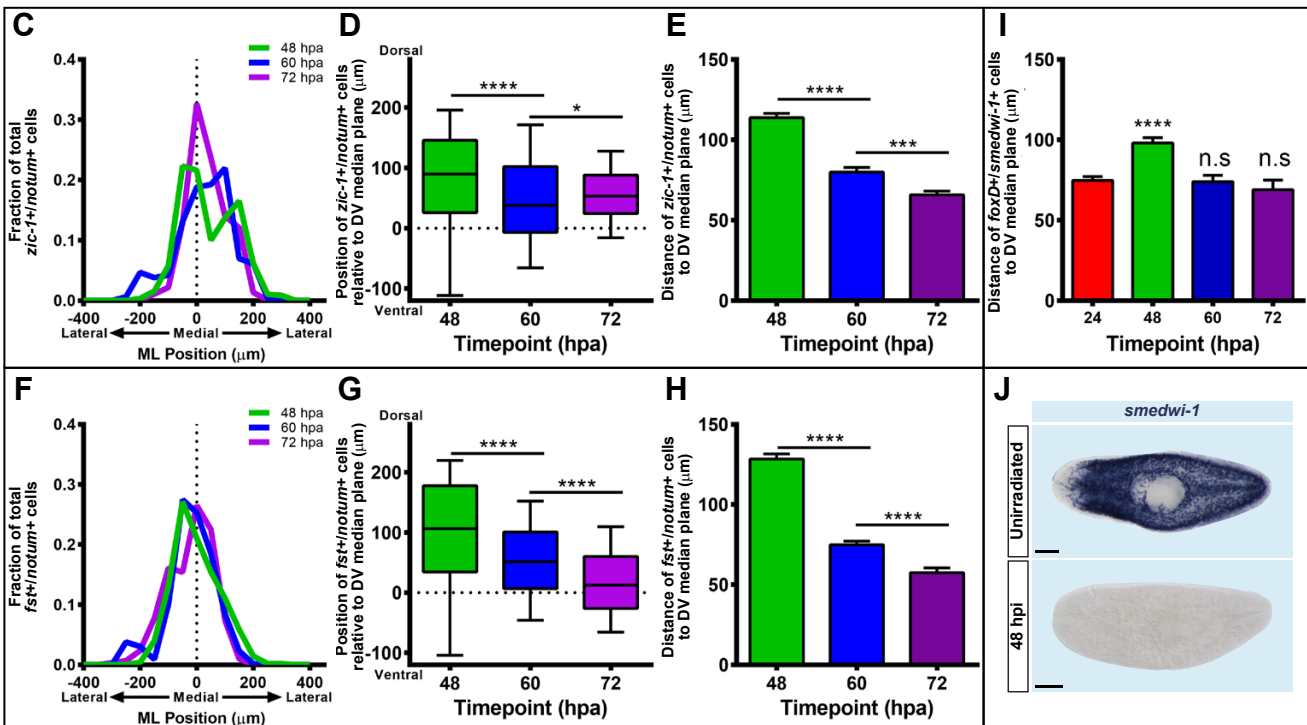 C
0.4
0.3
0.2
0.1
0.0
Fraction of total
zic-1+/notum+ cells
48 hpa
60 hpa
72 hpa
-400 -200 0 200 400
Lateral Medial Lateral
ML Position (μm)
D
Position of zic-1+/notum+ cells
relative to DV median plane (μm)
Dorsal
200
100
0
-100
Ventral
****
*
48 60 72
Timepoint (hpa)
E
Distance of zic-1+/notum+ cells
to DV median plane (μm)
150
100
50
0
****
***
48 60 72
Timepoint (hpa)
I
Distance of foxD+/smedwi-1+ cells
to DV median plane (μm)
150
100
50
0
****
n.s n.s
24 48 60 72
Timepoint (hpa)
F
Fraction of total
fst+/notum+ cells
0.4
0.3
0.2
0.1
0.0
48 hpa
60 hpa
72 hpa
-400 -200 0 200 400
Lateral Medial Lateral
ML Position (μm)
G
Position of fst+/notum+ cells
relative to DV median plane (μm)
Dorsal
200
100
0
-100
Ventral
****
****
48 60 72
Timepoint (hpa)
H
Distance of fst+/notum+ cells
to DV median plane (μm)
150
100
50
0
****
****
48 60 72
Timepoint (hpa)
J
smedwi-1
Unirradiated
48 hpi